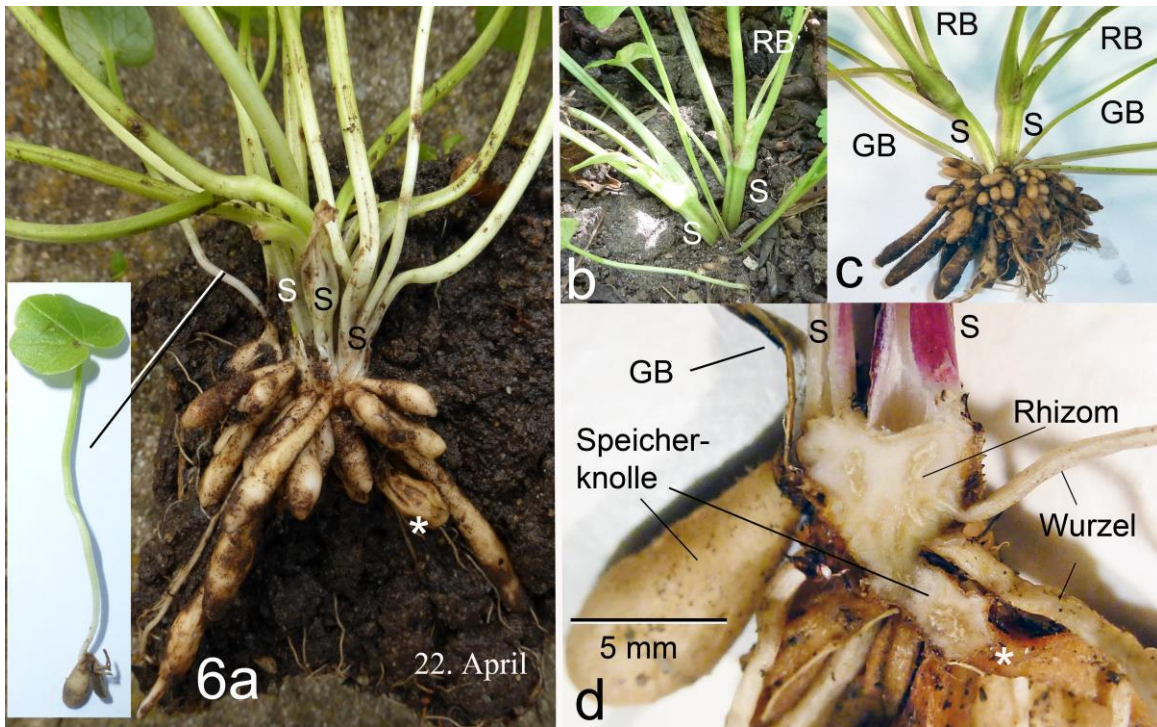 S
S
S
*
22. April
6a
RB
S
S
b
RB
RB
GB
GB
S
S
c
S
S
GB
Rhizom
Speicher-
knolle
Wurzel
5 mm
*
d